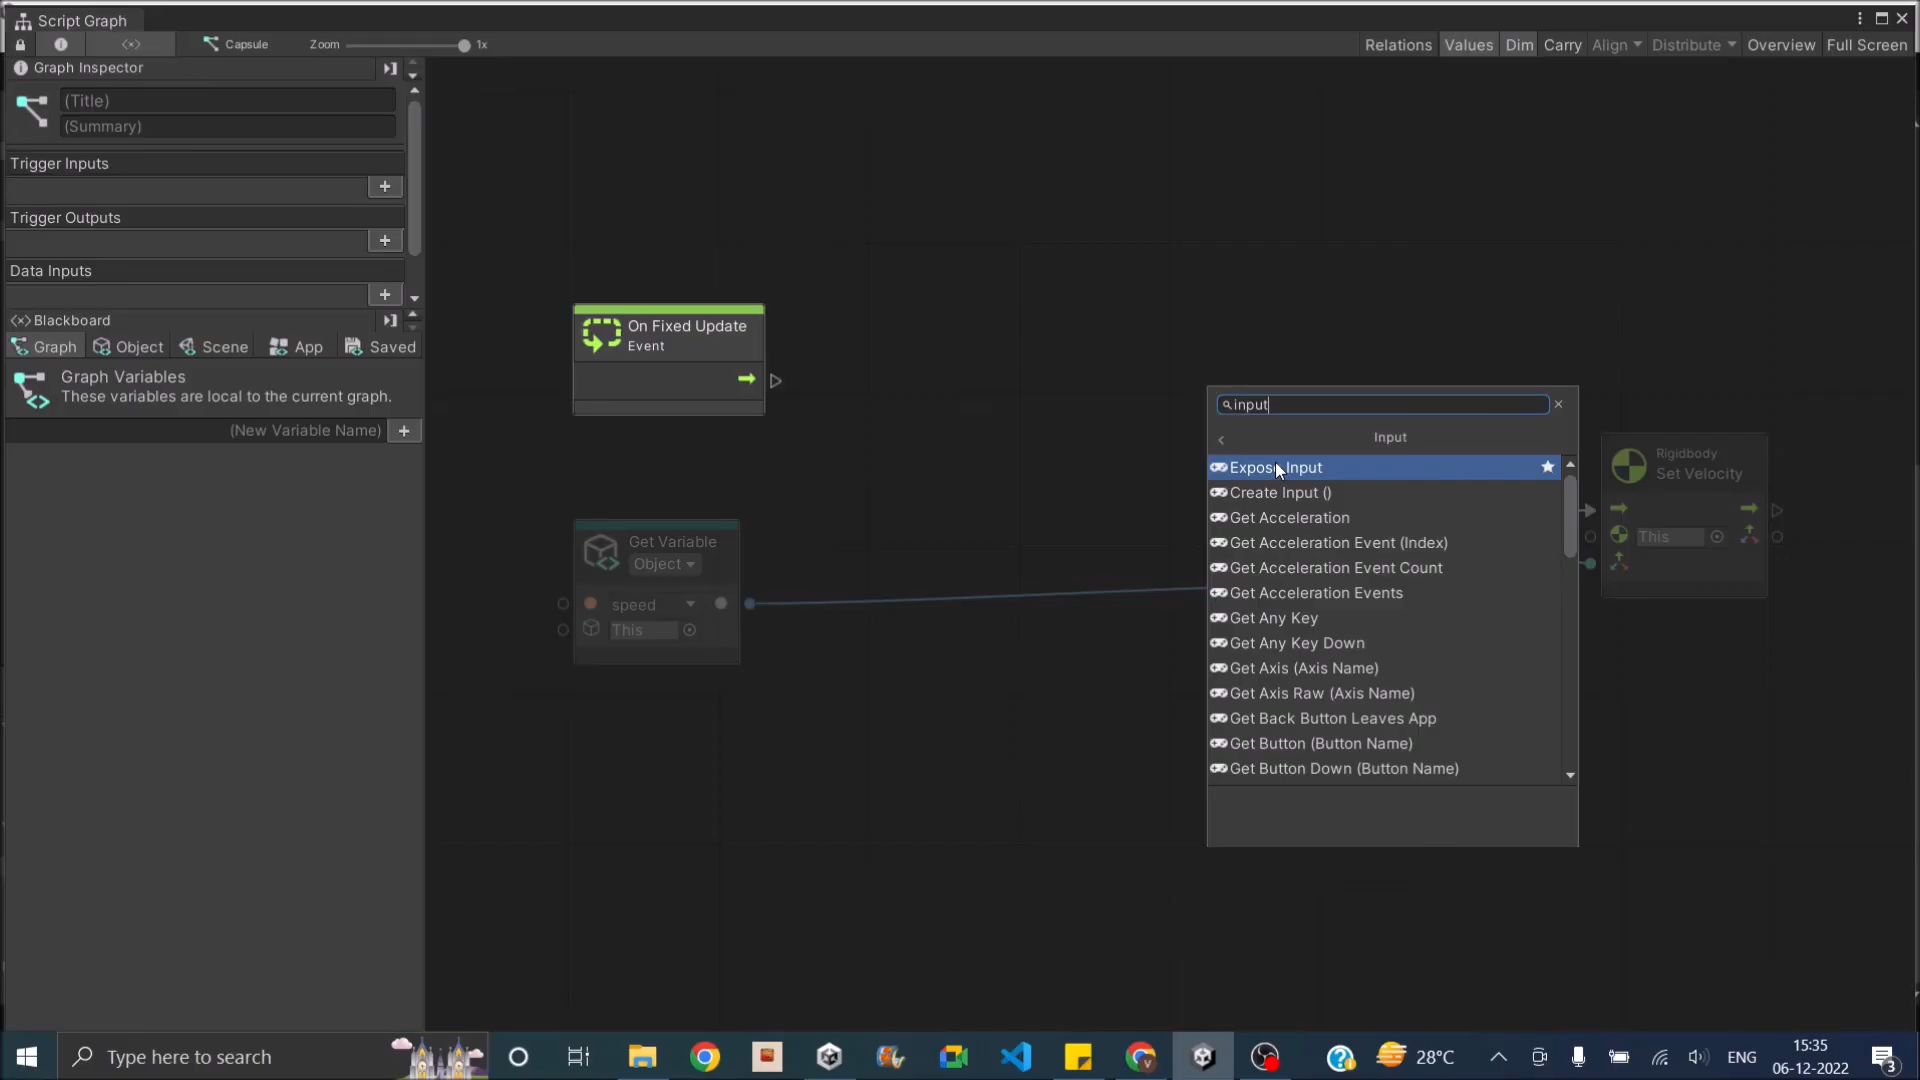 Script Graph
Capsule Zoom 1x Relations Values Dim Carry Align Distribute Overview Full Screen
Graph Inspector
(Title)
(Summary)
Trigger Inputs
+
Trigger Outputs
+
Data Inputs
+
Blackboard
Graph Object Scene App Saved
Graph Variables
These variables are local to the current graph.
(New Variable Name) +
On Fixed Update
Event
Get Variable
Object
speed
This
input
Input
Expose Input
Create Input ()
Get Acceleration
Get Acceleration Event (Index)
Get Acceleration Event Count
Get Acceleration Events
Get Any Key
Get Any Key Down
Get Axis (Axis Name)
Get Axis Raw (Axis Name)
Get Back Button Leaves App
Get Button (Button Name)
Get Button Down (Button Name)
Rigidbody
Set Velocity
This
Type here to search
28°C
ENG
15:35
06-12-2022
3